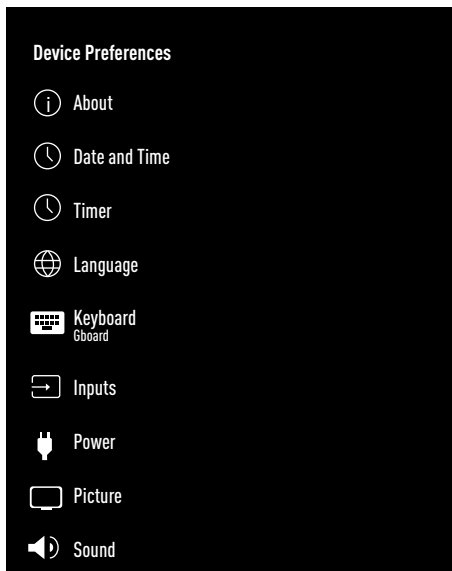 Device Preferences
About
Date and Time
Timer
Language
Keyboard
Gboard
Inputs
Power
Picture
Sound